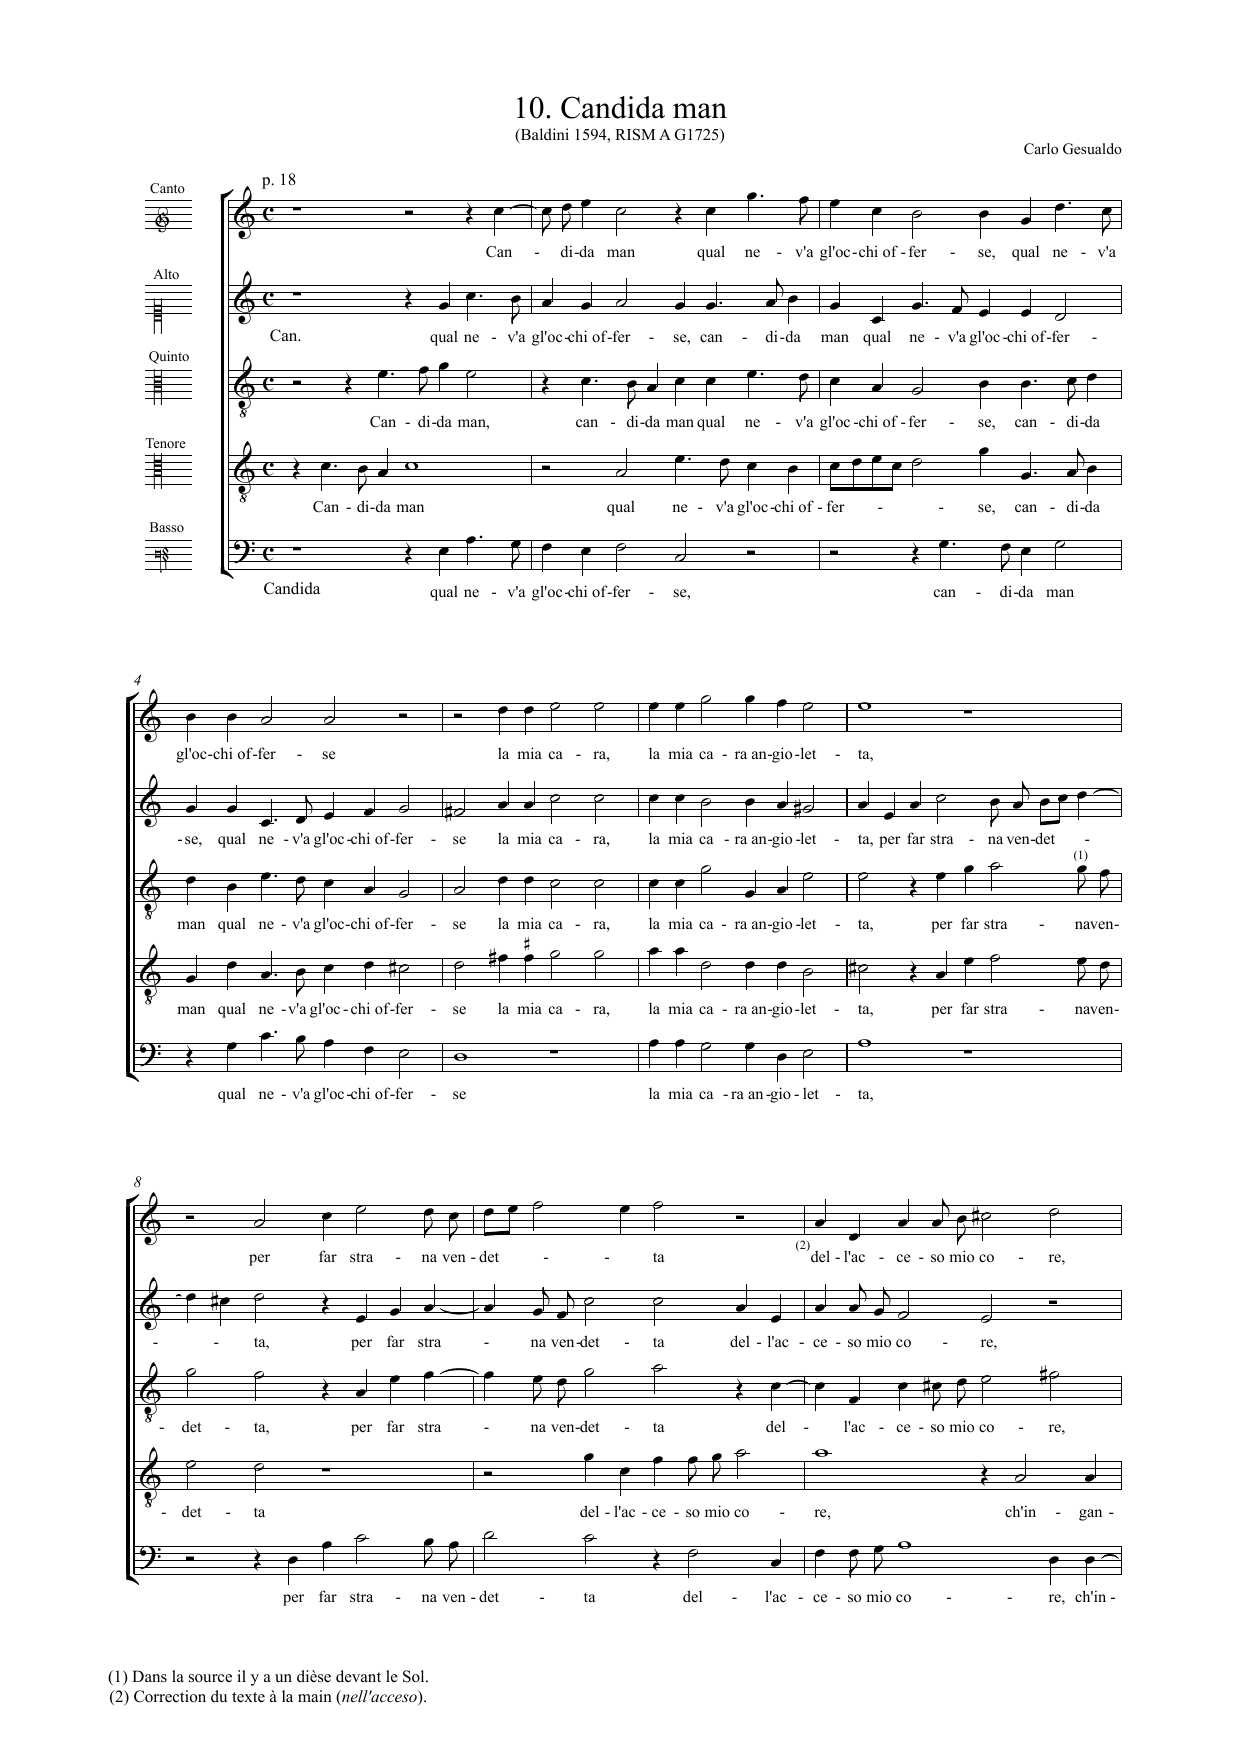 10. Candida man
(Baldini 1594, RISM A G1725)
Carlo Gesualdo
p. 18
Canto
Can - di-da man qual ne - v'a gl'oc-chi of-fer - se, qual ne - v'a
Alto
Can. qual ne - v'a gl'oc-chi of-fer - se, can - di-da man qual ne - v'a gl'oc-chi of-fer -
Quinto
Can - di-da man, can - di-da man qual ne - v'a gl'oc-chi of-fer - se, can - di-da
Tenore
Can - di-da man qual ne - v'a gl'oc-chi of-fer - - - se, can - di-da
Basso
Candida qual ne - v'a gl'oc-chi of-fer - se, can - di-da man
4
gl'oc-chi of-fer - se la mia ca - ra, la mia ca - ra an-gio-let - ta,
-se, qual ne - v'a gl'oc-chi of-fer - se la mia ca - ra, la mia ca - ra an-gio-let - ta, per far stra - na ven-det -
(1)
man qual ne - v'a gl'oc-chi of-fer - se la mia ca - ra, la mia ca - ra an-gio-let - ta, per far stra - naven-
man qual ne -v'a gl'oc-chi of-fer - se la mia ca - ra, la mia ca - ra an-gio-let - ta, per far stra - naven-
qual ne - v'a gl'oc-chi of-fer - se la mia ca - ra an-gio-let - ta,
8
per far stra - na ven-det - - ta (2) del-l'ac - ce - so mio co - re,
- - ta, per far stra - na ven-det - ta del-l'ac - ce - so mio co - re,
- det - ta, per far stra - na ven-det - ta del - l'ac - ce - so mio co - re,
- det - ta del-l'ac - ce - so mio co - re, ch'in - gan -
per far stra - na ven-det - ta del - l'ac - ce - so mio co - - re, ch'in -
(1) Dans la source il y a un dièse devant le Sol.
(2) Correction du texte à la main (nell'acceso).